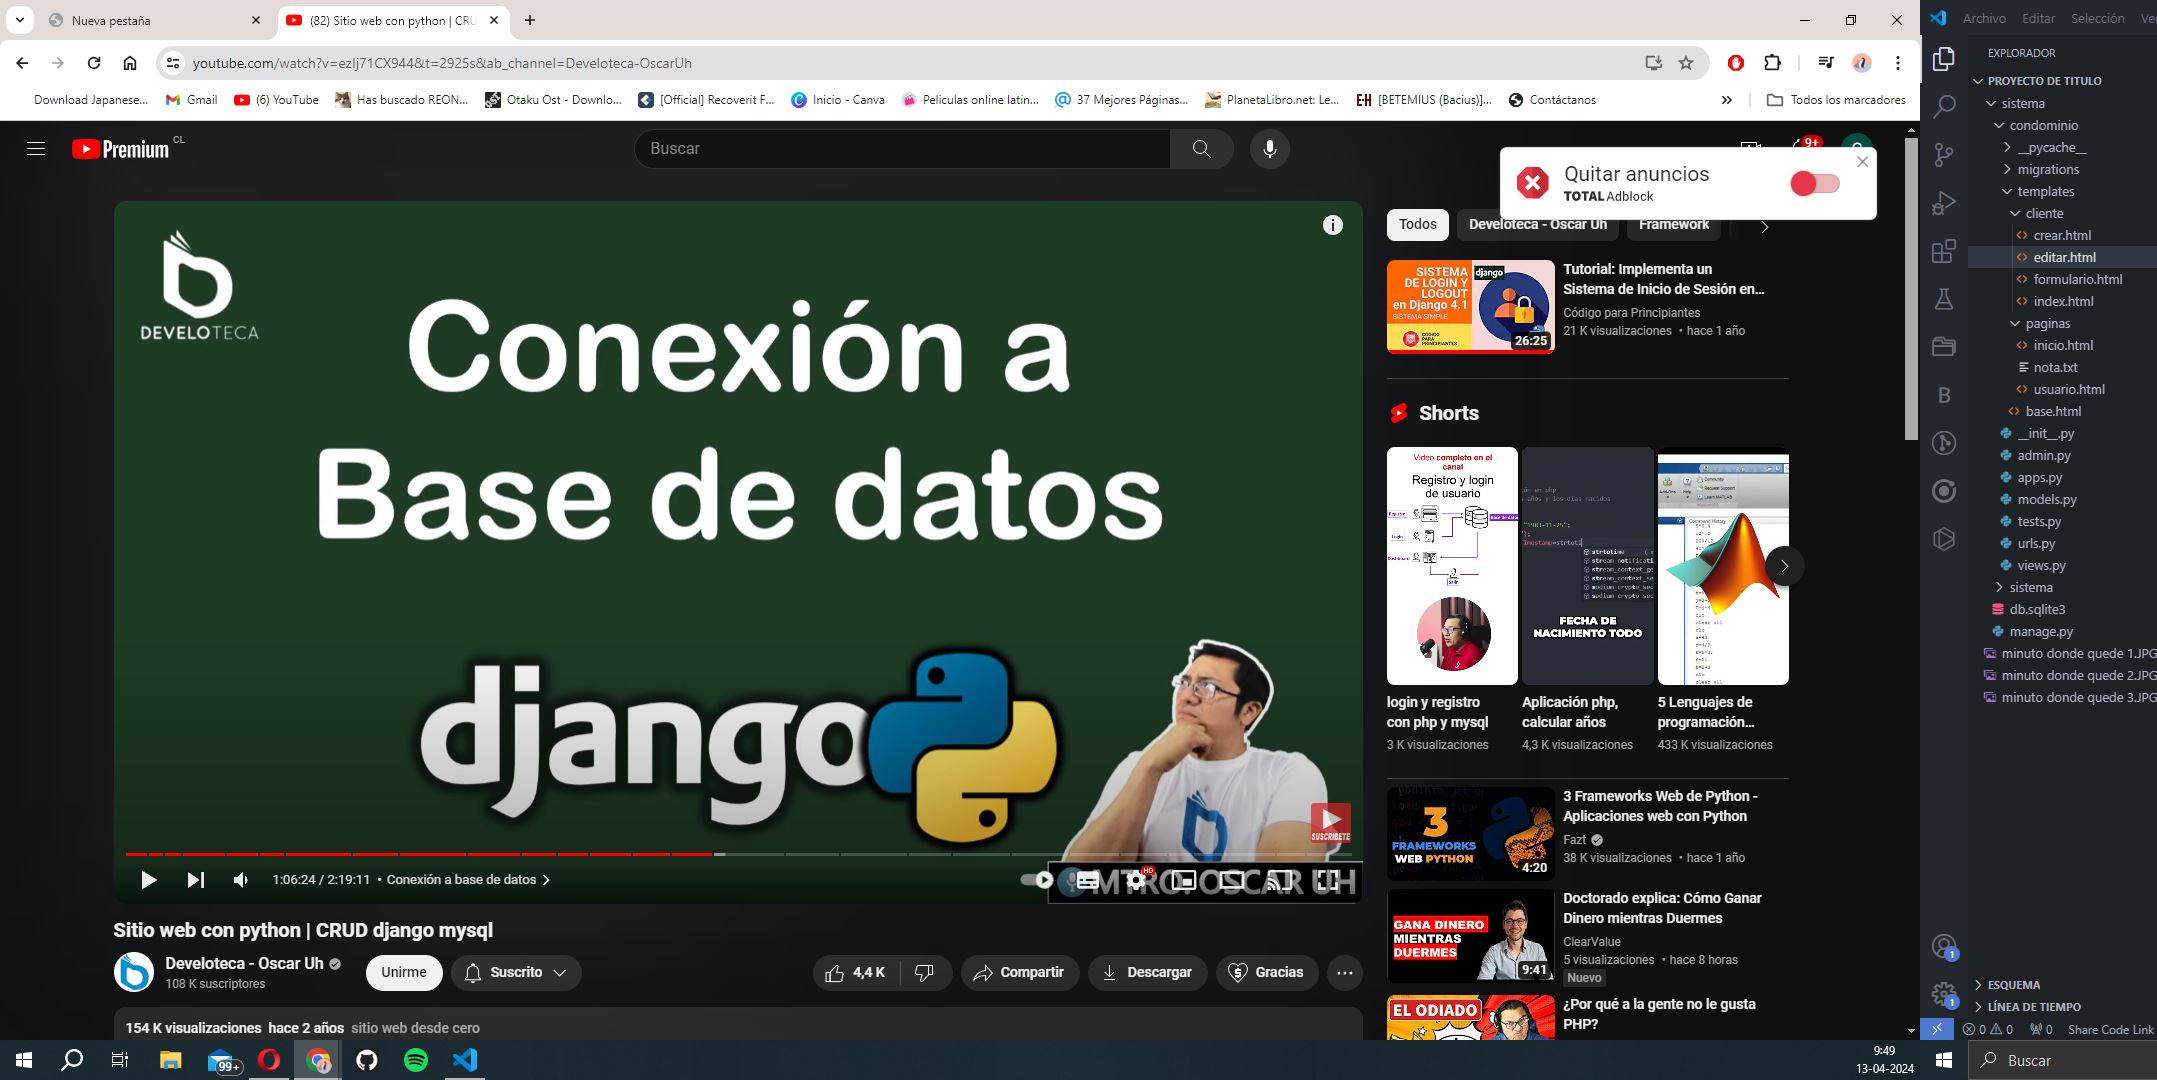 Nueva pestaña
(82) Sitio web con python | CRU
youtube.com/watch?v=ezlj71CX944&t=2925s&ab_channel=Develoteca-OscarUh
Download Japanese...
Gmail
(6) YouTube
Has buscado REON...
Otaku Ost - Downlo...
[Official] Recoverit F...
Inicio - Canva
Peliculas online latin...
37 Mejores Páginas...
PlanetaLibro.net: Le...
[BETEMIUS (Bacius)]...
Contáctanos
Todos los marcadores
Premium CL
Buscar
9+
Quitar anuncios
TOTAL Adblock
DEVELOTECA
Conexión a
Base de datos
django
SUSCRIBETE
MTRO. OSCAR UH
1:06:24 / 2:19:11 • Conexión a base de datos
HD
Sitio web con python | CRUD django mysql
Develoteca - Oscar Uh
108 K suscriptores
Unirme
Suscrito
4,4 K
Compartir
Descargar
Gracias
154 K visualizaciones hace 2 años sitio web desde cero
Todos
Develoteca - Oscar Uh
Framework
SISTEMA
DE LOGIN Y
LOGOUT
en Django 4.1
SISTEMA SIMPLE
CODIGO
PARA
PRINCIPIANTES
django
26:25
Tutorial: Implementa un
Sistema de Inicio de Sesión en...
Código para Principiantes
21 K visualizaciones • hace 1 año
Shorts
Video completo en el
canal
Registro y login
de usuario
login y registro
con php y mysql
3 K visualizaciones
FECHA DE
NACIMIENTO TODO
Aplicación php,
calcular años
4,3 K visualizaciones
5 Lenguajes de
programación...
433 K visualizaciones
3
FRAMEWORKS
WEB PYTHON
4:20
3 Frameworks Web de Python -
Aplicaciones web con Python
Fazt
38 K visualizaciones • hace 1 año
GANA DINERO
MIENTRAS
DUERMES
9:41
Doctorado explica: Cómo Ganar
Dinero mientras Duermes
ClearValue
5 visualizaciones • hace 8 horas
Nuevo
EL ODIADO
¿Por qué a la gente no le gusta
PHP?
Archivo
Editar
Selección
Ver
EXPLORADOR
PROYECTO DE TITULO
sistema
condominio
__pycache__
migrations
templates
cliente
crear.html
editar.html
formulario.html
index.html
paginas
inicio.html
nota.txt
usuario.html
base.html
__init__.py
admin.py
apps.py
models.py
tests.py
urls.py
views.py
sistema
db.sqlite3
manage.py
minuto donde quede 1.JPG
minuto donde quede 2.JPG
minuto donde quede 3.JPG
ESQUEMA
LÍNEA DE TIEMPO
0 0 0 Share Code Link
99+
9:49
13-04-2024
Buscar